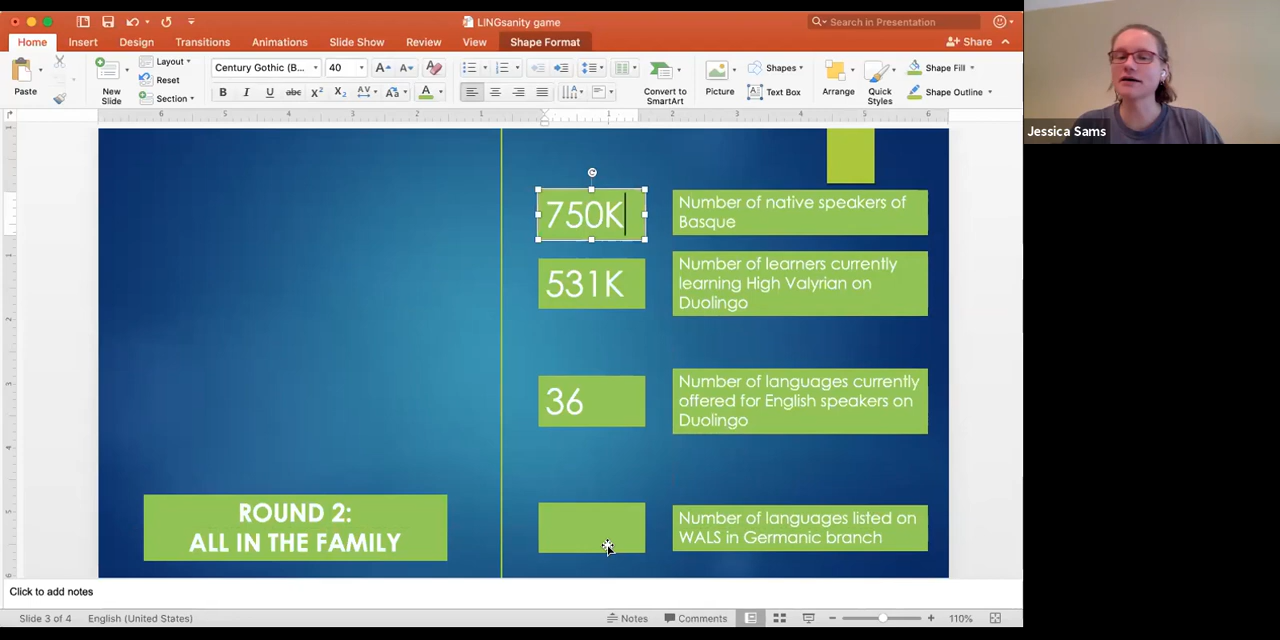 LINGsanity game
Search in Presentation
Home Insert Design Transitions Animations Slide Show Review View Shape Format Share
Paste
New
Slide
Layout
Reset
Section
Century Gothic (B... 40
B I U abc X² X₂ AV Aa A
Convert to
SmartArt
Picture
Shapes
Text Box
Arrange
Quick
Styles
Shape Fill
Shape Outline
Jessica Sams
750K
Number of native speakers of
Basque
531K
Number of learners currently
learning High Valyrian on
Duolingo
36
Number of languages currently
offered for English speakers on
Duolingo
ROUND 2:
ALL IN THE FAMILY
Number of languages listed on
WALS in Germanic branch
Click to add notes
Slide 3 of 4 English (United States) Notes Comments 110%